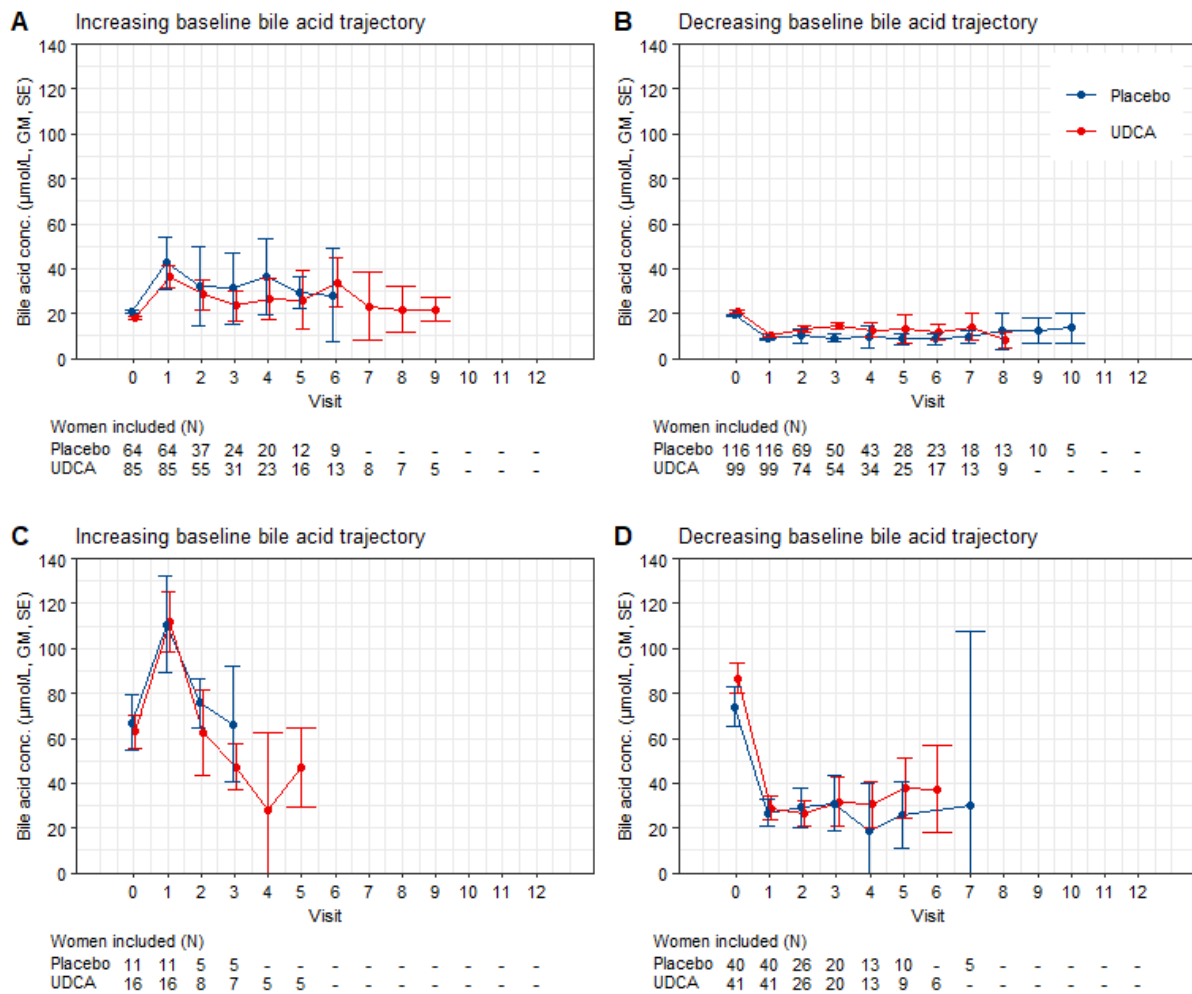 A Increasing baseline bile acid trajectory
Bile acid conc. (µmol/L, GM, SE)
140
120
100
80
60
40
20
0
0 1 2 3 4 5 6 7 8 9 10 11 12
Visit
Women included (N)
Placebo 64 64 37 24 20 12 9 - - - - - -
UDCA 85 85 55 31 23 16 13 8 7 5 - - -
B Decreasing baseline bile acid trajectory
Bile acid conc. (µmol/L, GM, SE)
140
120
100
80
60
40
20
0
Placebo
UDCA
0 1 2 3 4 5 6 7 8 9 10 11 12
Visit
Women included (N)
Placebo 116 116 69 50 43 28 23 18 13 10 5 - -
UDCA 99 99 74 54 34 25 17 13 9 - - - -
C Increasing baseline bile acid trajectory
Bile acid conc. (µmol/L, GM, SE)
140
120
100
80
60
40
20
0
0 1 2 3 4 5 6 7 8 9 10 11 12
Visit
Women included (N)
Placebo 11 11 5 5 - - - - - - - - -
UDCA 16 16 8 7 5 5 - - - - - - -
D Decreasing baseline bile acid trajectory
Bile acid conc. (µmol/L, GM, SE)
140
120
100
80
60
40
20
0
0 1 2 3 4 5 6 7 8 9 10 11 12
Visit
Women included (N)
Placebo 40 40 26 20 13 10 - 5 - - - - -
UDCA 41 41 26 20 13 9 6 - - - - - -